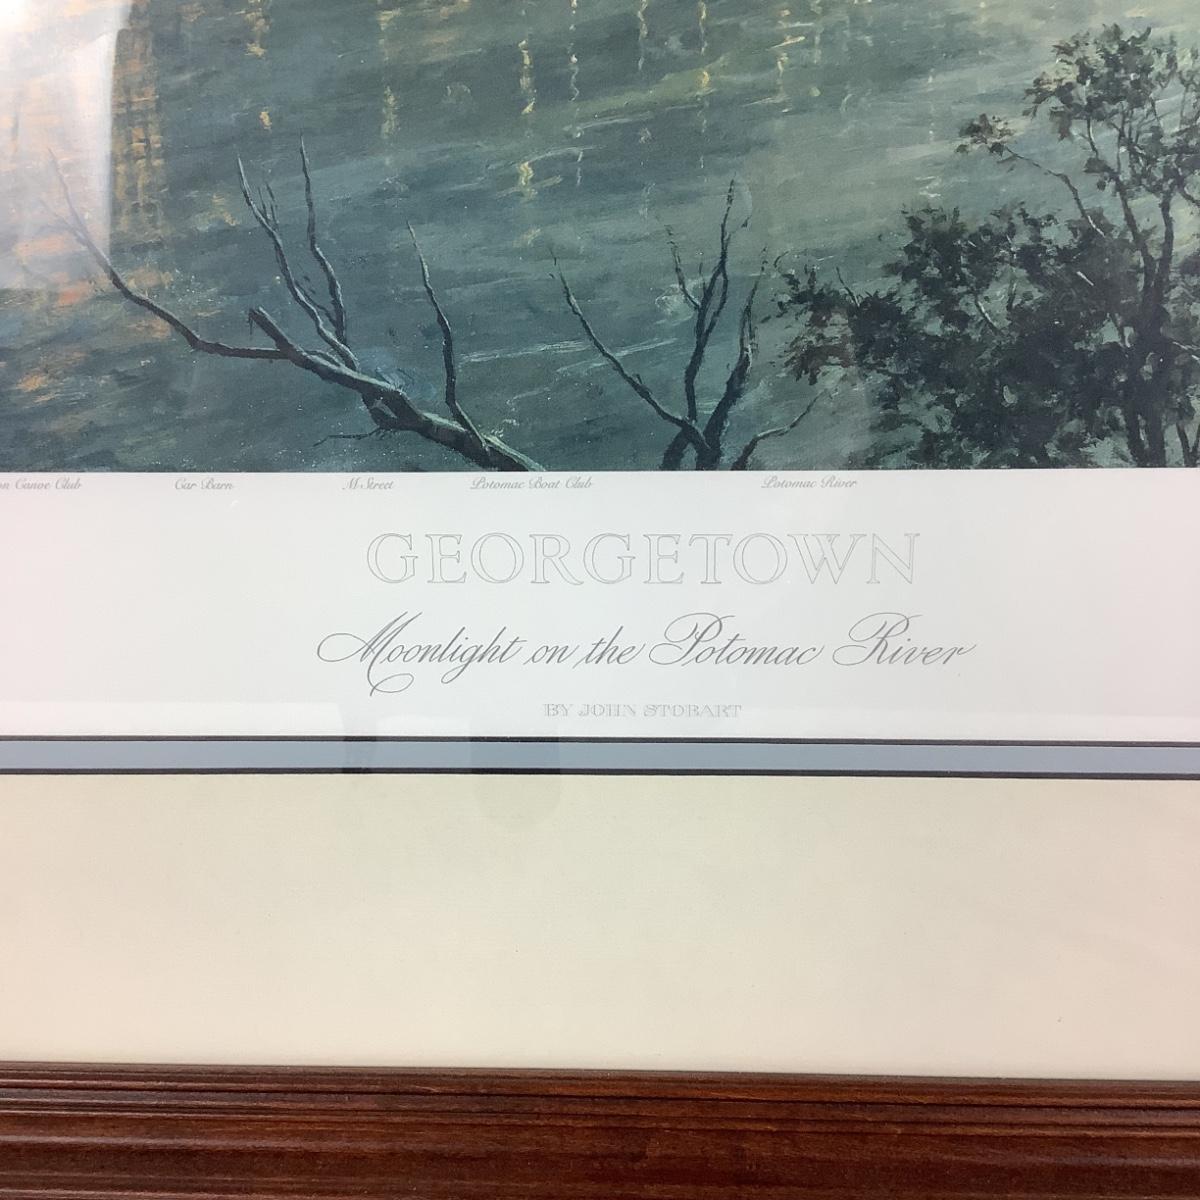 Canoe Club Car Barn M Street Potomac Boat Club Potomac River
GEORGETOWN
Moonlight on the Potomac River
BY JOHN STOBART